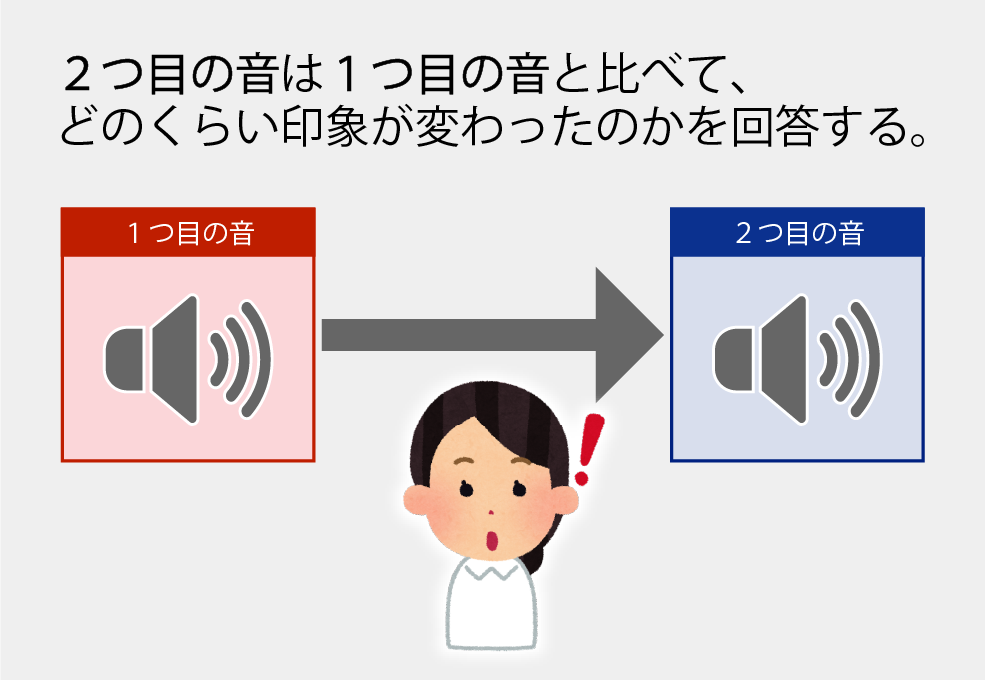 ２つ目の音は１つ目の音と比べて、
どのくらい印象が変わったのかを回答する。
１つ目の音
２つ目の音